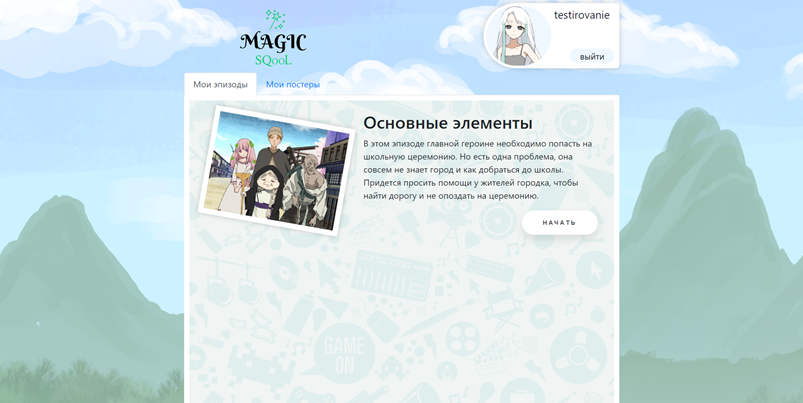 MAGIC
SQooL
testirovanie
выйти
Мои эпизоды
Мои постеры
Основные элементы
В этом эпизоде главной героине необходимо попасть на
школьную церемонию. Но есть одна проблема, она
совсем не знает город и как добраться до школы.
Придется просить помощи у жителей городка, чтобы
найти дорогу и не опоздать на церемонию.
НАЧАТЬ
GAME
ON